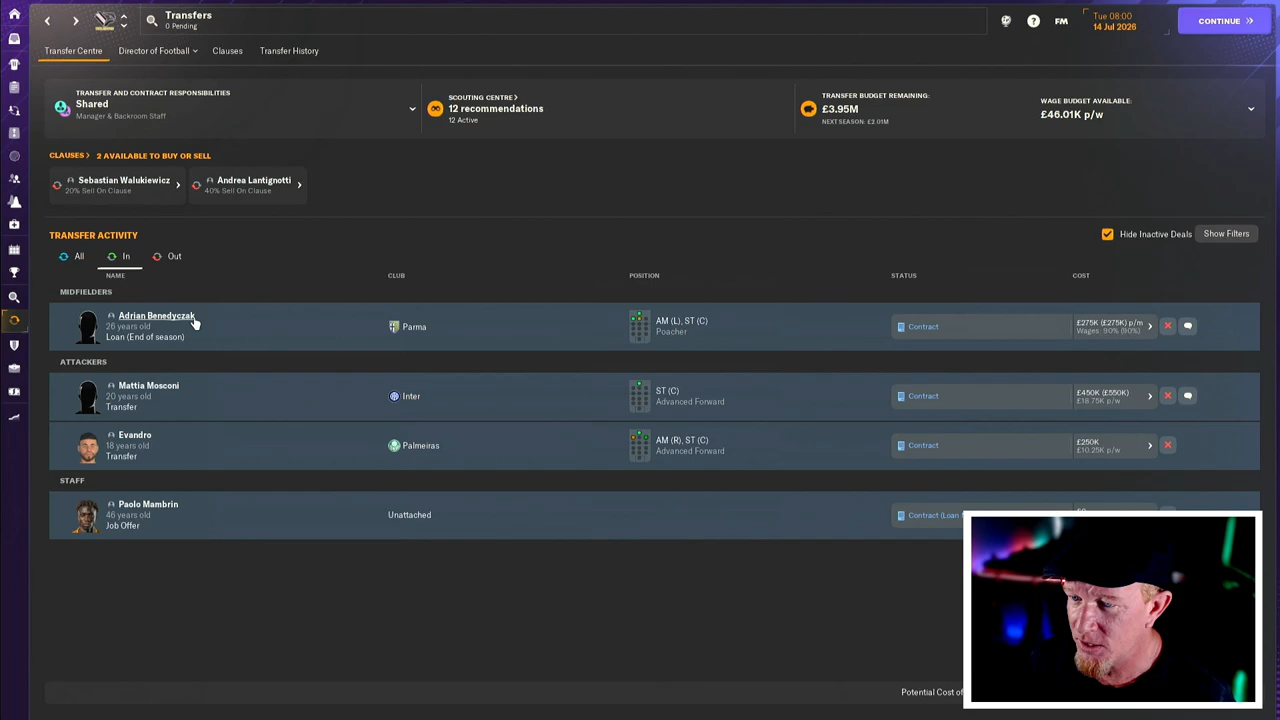 Transfers
0 Pending
FM
Tue 08:00
14 Jul 2026
CONTINUE
Transfer Centre
Director of Football
Clauses
Transfer History
TRANSFER AND CONTRACT RESPONSIBILITIES
Shared
Manager & Backroom Staff
SCOUTING CENTRE >
12 recommendations
12 Active
TRANSFER BUDGET REMAINING:
£3.95M
NEXT SEASON: £2.01M
WAGE BUDGET AVAILABLE:
£46.01K p/w
CLAUSES > 2 AVAILABLE TO BUY OR SELL
Sebastian Walukiewicz
20% Sell On Clause
Andrea Lantignotti
40% Sell On Clause
TRANSFER ACTIVITY
Hide Inactive Deals
Show Filters
All
In
Out
NAME CLUB POSITION STATUS COST
MIDFIELDERS
Adrian Benedyczak
26 years old
Loan (End of season)
Parma
AM (L), ST (C)
Poacher
Contract
£275K (£275K) p/m
Wages: 90% (90%)
ATTACKERS
Mattia Mosconi
20 years old
Transfer
Inter
ST (C)
Advanced Forward
Contract
£450K (£550K)
£18.75K p/w
Evandro
18 years old
Transfer
Palmeiras
AM (R), ST (C)
Advanced Forward
Contract
£250K
£10.25K p/w
STAFF
Paolo Mambrin
46 years old
Job Offer
Unattached
Contract (Loan
Potential Cost of